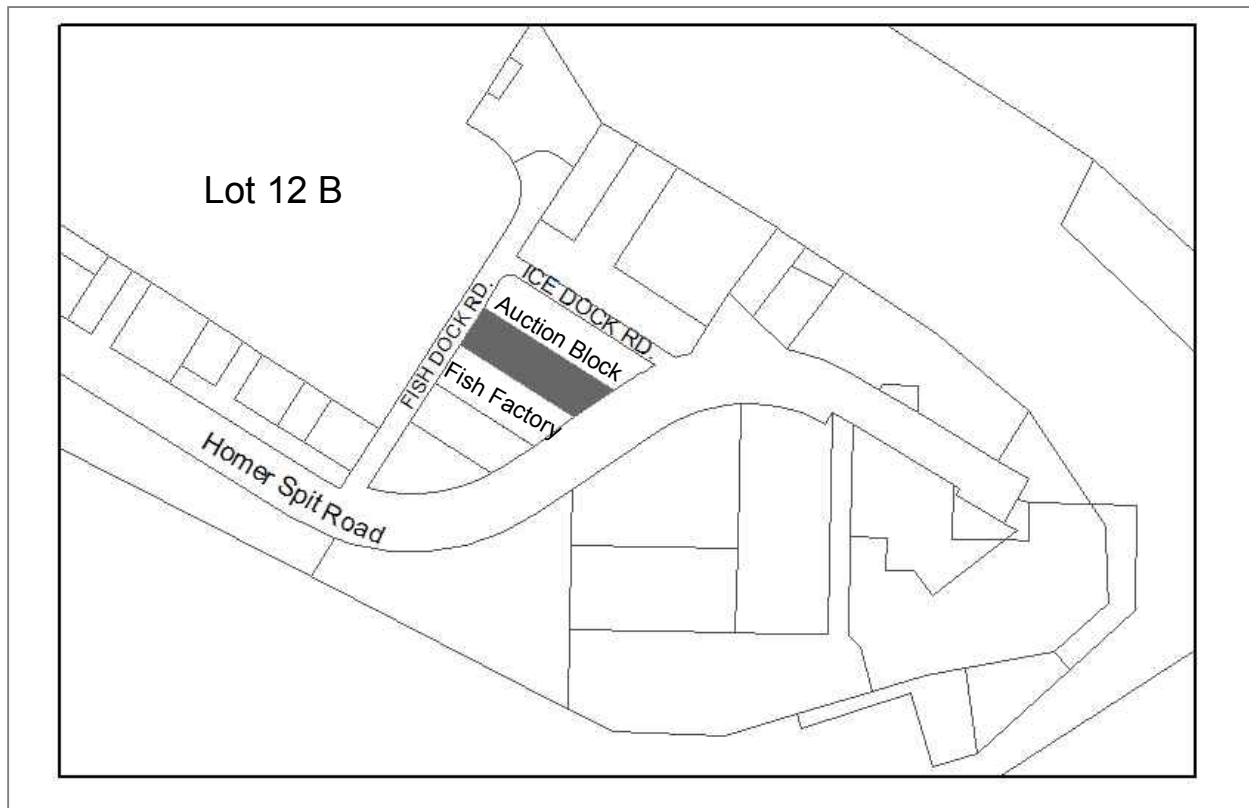 Lot 12 B
ICE DOCK RD.
Auction Block
FISH DOCK RD.
Fish Factory
Homer Spit Road